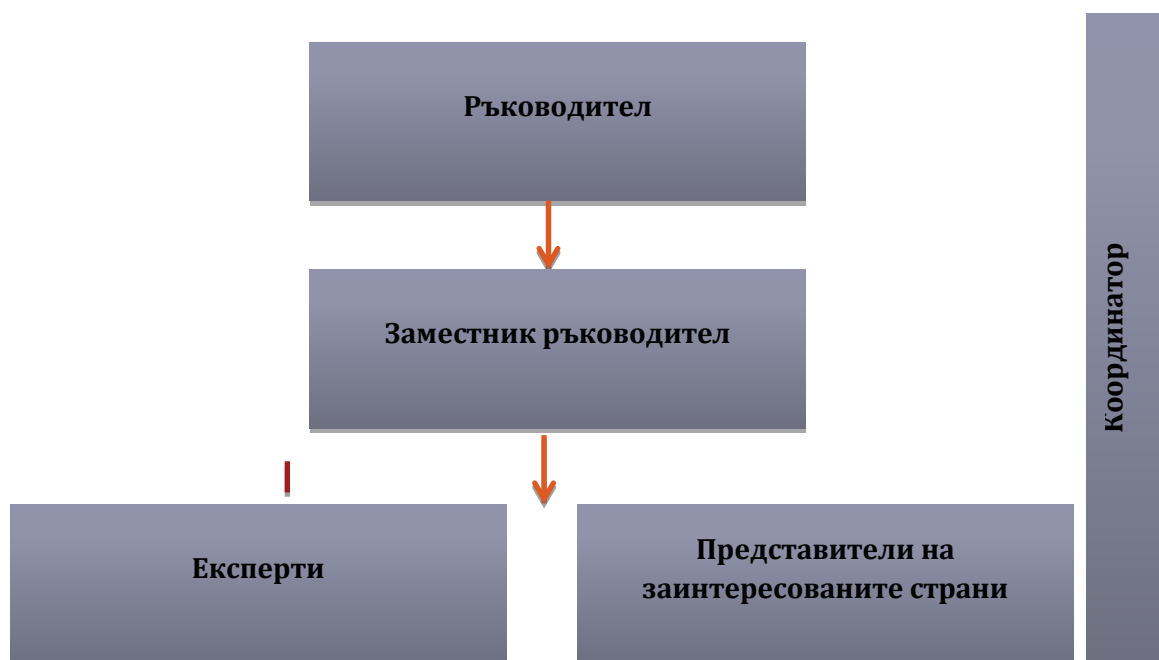 Ръководител
Заместник ръководител
Експерти
Представители на
заинтересованите страни
Координатор